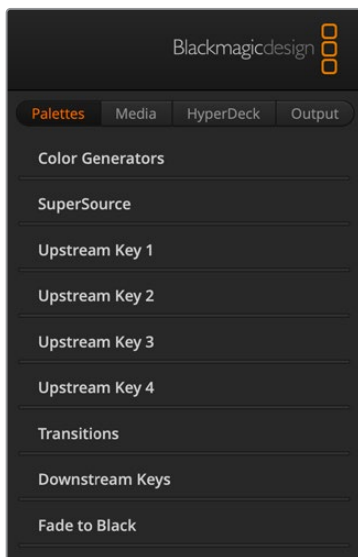 Blackmagicdesign
Palettes Media HyperDeck Output
Color Generators
SuperSource
Upstream Key 1
Upstream Key 2
Upstream Key 3
Upstream Key 4
Transitions
Downstream Keys
Fade to Black